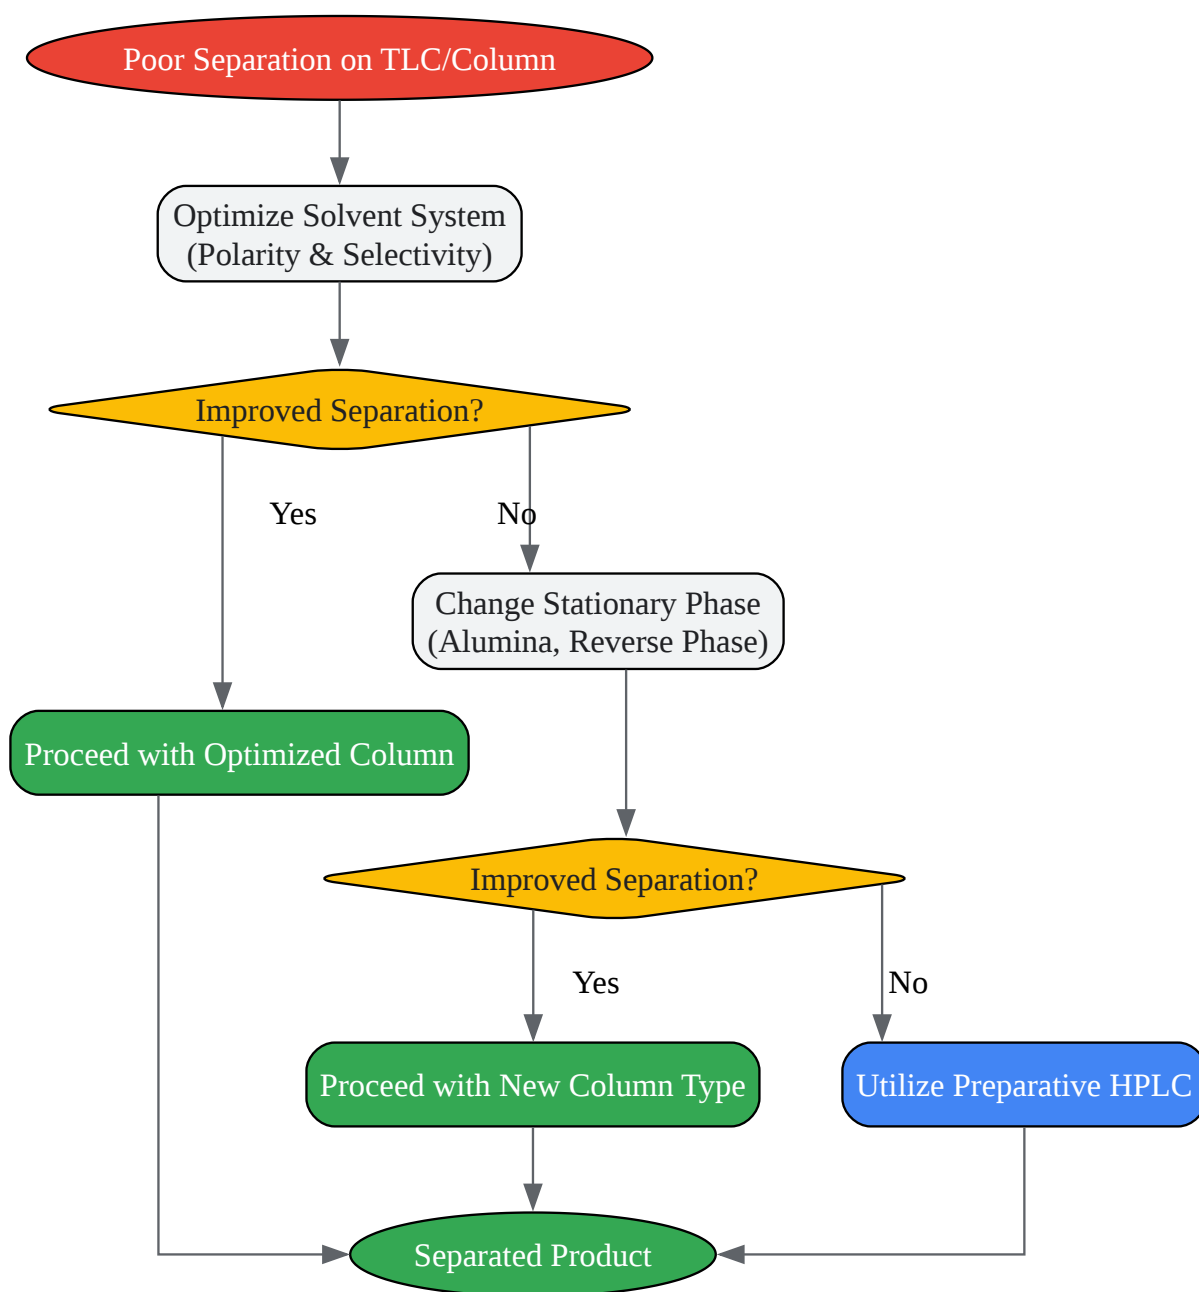 Poor Separation on TLC/Column
Optimize Solvent System
(Polarity & Selectivity)
Improved Separation?
Yes
No
Change Stationary Phase
(Alumina, Reverse Phase)
Proceed with Optimized Column
Improved Separation?
Yes
No
Proceed with New Column Type
Utilize Preparative HPLC
Separated Product